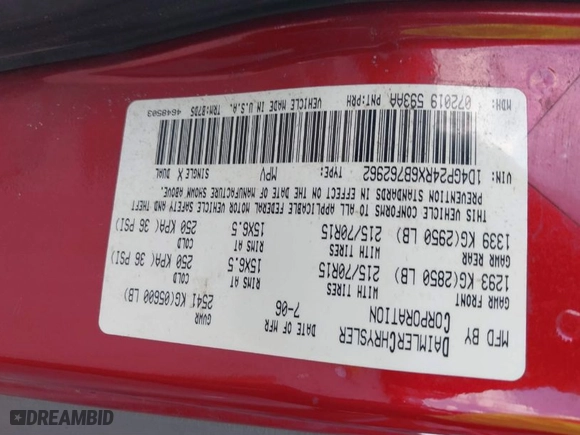 MFD BY DAIMLERCHRYSLER CORPORATION
DATE OF MFR 7-06
GVWR 2541 KG(05600 LB)
GAWR FRONT 1293 KG(2850 LB)
WITH TIRES 215/70R15
RIMS AT 15X6.5
COLD 250 KPA( 36 PSI)
GAWR REAR 1339 KG(2950 LB)
WITH TIRES 215/70R15
RIMS AT 15X6.5
COLD 250 KPA( 36 PSI)
THIS VEHICLE CONFORMS TO ALL APPLICABLE FEDERAL MOTOR VEHICLE SAFETY AND THEFT
PREVENTION STANDARDS IN EFFECT ON THE DATE OF MANUFACTURE SHOWN ABOVE.
VIN: 1D4GP24RX6B762962 TYPE: MPV SINGLE X DUAL
MDH: 072019 593AA PNT:PRH VEHICLE MADE IN U.S.A. TRM:B7D5 4648503
DREAMBID